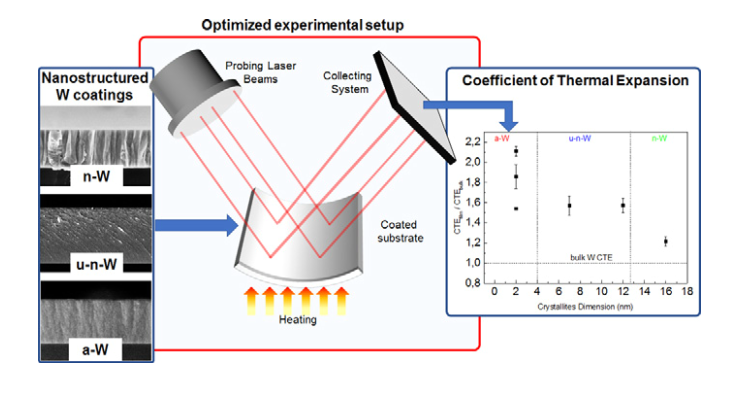 Optimized experimental setup
Nanostructured
W coatings
n-W
u-n-W
a-W
Probing Laser
Beams
Collecting
System
Coated
substrate
Heating
Coefficient of Thermal Expansion
a-W u-n-W n-W
2,2
2,0
1,8
1,6
1,4
1,2
1,0
0,8
CTEfilm / CTEbulk
bulk W CTE
0 2 4 6 8 10 12 14 16 18
Crystallites Dimension (nm)